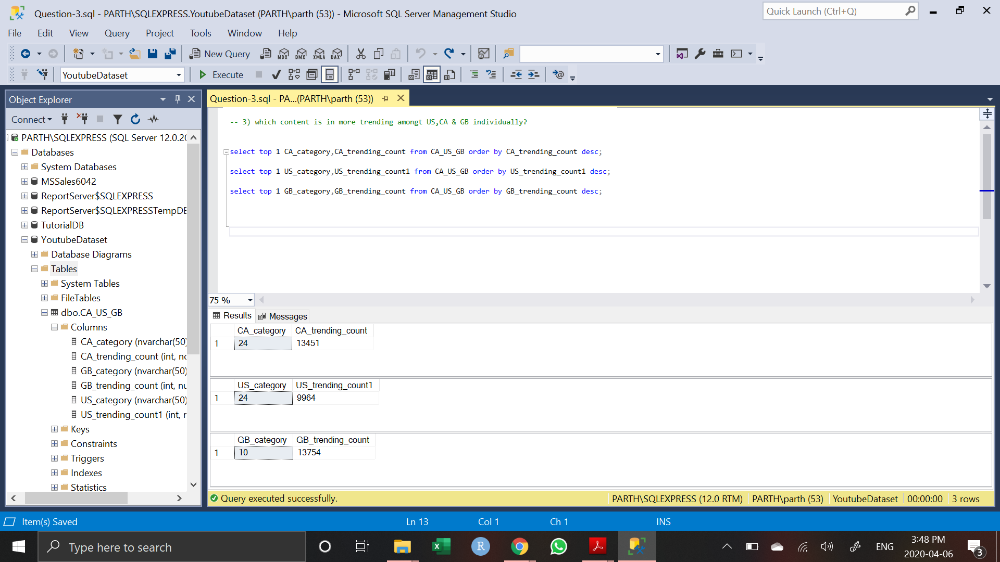 Question-3.sql - PARTH\SQLEXPRESS.YoutubeDataset (PARTH\parth (53)) - Microsoft SQL Server Management Studio
Quick Launch (Ctrl+Q)
File Edit View Query Project Tools Window Help
New Query MDX DMX XMLA DAX
YoutubeDataset Execute
Object Explorer
Question-3.sql - PA...(PARTH\parth (53))
Connect
PARTH\SQLEXPRESS (SQL Server 12.0.20
Databases
System Databases
MSSales6042
ReportServer$SQLEXPRESS
ReportServer$SQLEXPRESSTempDB
TutorialDB
YoutubeDataset
Database Diagrams
Tables
System Tables
FileTables
dbo.CA_US_GB
Columns
CA_category (nvarchar(50)
CA_trending_count (int, no
GB_category (nvarchar(50)
GB_trending_count (int, nu
US_category (nvarchar(50)
US_trending_count1 (int, r
Keys
Constraints
Triggers
Indexes
Statistics
-- 3) which content is in more trending amongt US,CA & GB individually?
select top 1 CA_category,CA_trending_count from CA_US_GB order by CA_trending_count desc;
select top 1 US_category,US_trending_count1 from CA_US_GB order by US_trending_count1 desc;
select top 1 GB_category,GB_trending_count from CA_US_GB order by GB_trending_count desc;
75 %
Results Messages
CA_category CA_trending_count
1 24 13451
US_category US_trending_count1
1 24 9964
GB_category GB_trending_count
1 10 13754
Query executed successfully. PARTH\SQLEXPRESS (12.0 RTM) PARTH\parth (53) YoutubeDataset 00:00:00 3 rows
Item(s) Saved Ln 13 Col 1 Ch 1 INS
Type here to search
R
ENG
3:48 PM
2020-04-06
3